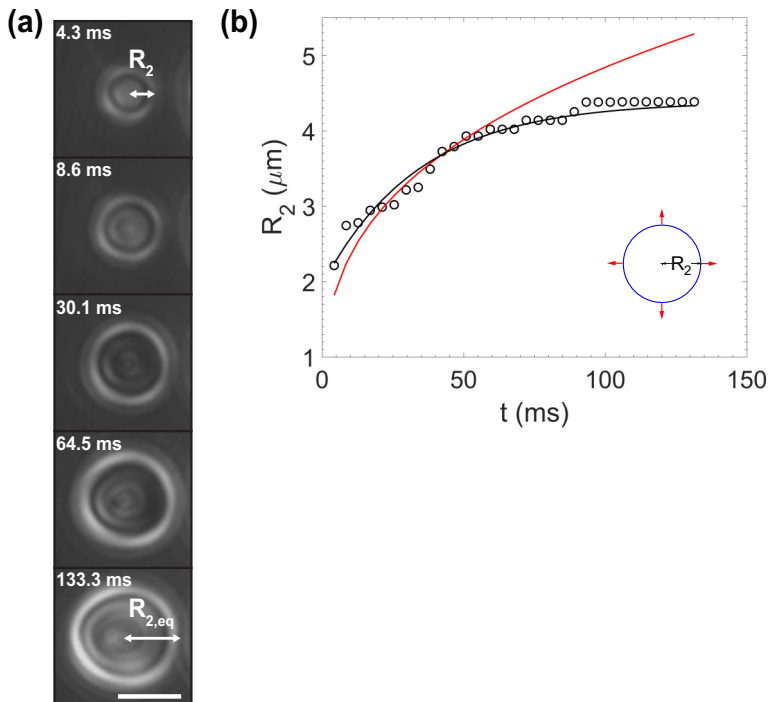 (a)
4.3 ms
R2
8.6 ms
30.1 ms
64.5 ms
133.3 ms
R2,eq
(b)
5
4
3
2
1
R2 (μm)
R2
0
50
100
150
t (ms)